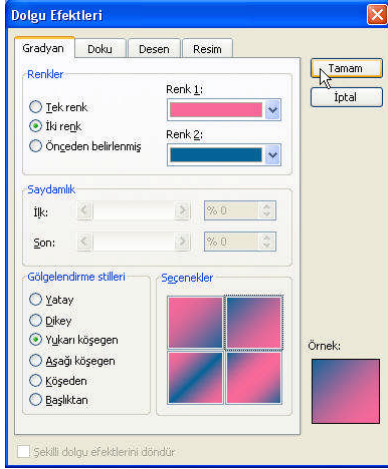 Dolgu Efektleri
Gradyan Doku Desen Resim
Tamam
İptal
Renkler
Tek renk
İki renk
Önceden belirlenmiş
Renk 1:
Renk 2:
Saydamlık
İlk: % 0
Son: % 0
Gölgelendirme stilleri
Yatay
Dikey
Yukarı köşegen
Aşağı köşegen
Köşeden
Başlıktan
Seçenekler
Örnek:
Şekilli dolgu efektlerini döndür